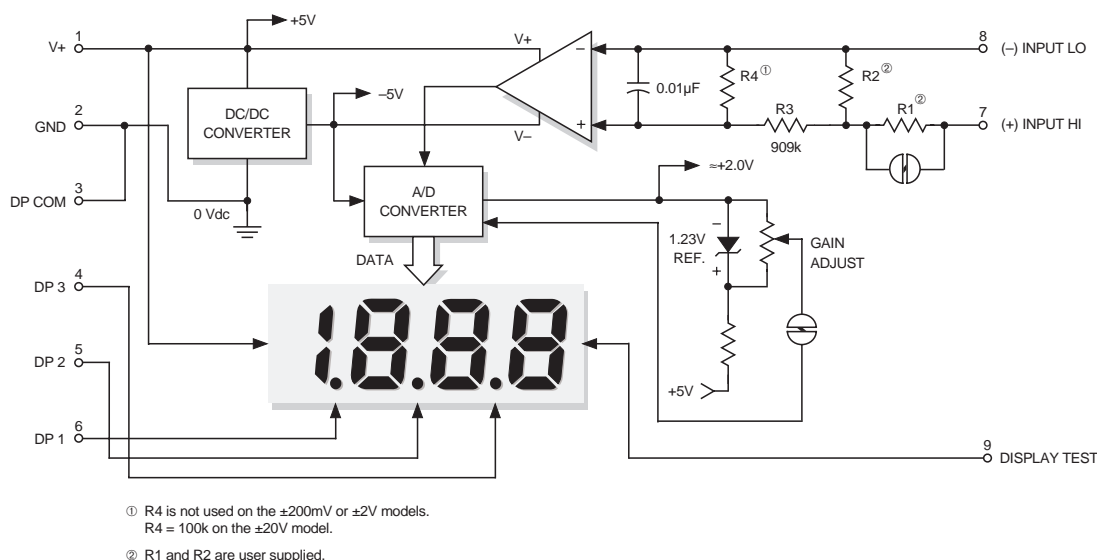 +5V
1
V+
V+
8
(–) INPUT LO
–5V
R4①
R2②
0.01µF
DC/DC
CONVERTER
2
GND
R3
R1②
7
(+) INPUT HI
V–
909k
3
DP COM
0 Vdc
A/D
CONVERTER
≈+2.0V
1.23V
REF.
GAIN
ADJUST
DATA
4
DP 3
1.8.8.8
5
DP 2
+5V
6
DP 1
9
DISPLAY TEST
① R4 is not used on the ±200mV or ±2V models.
R4 = 100k on the ±20V model.
② R1 and R2 are user supplied.